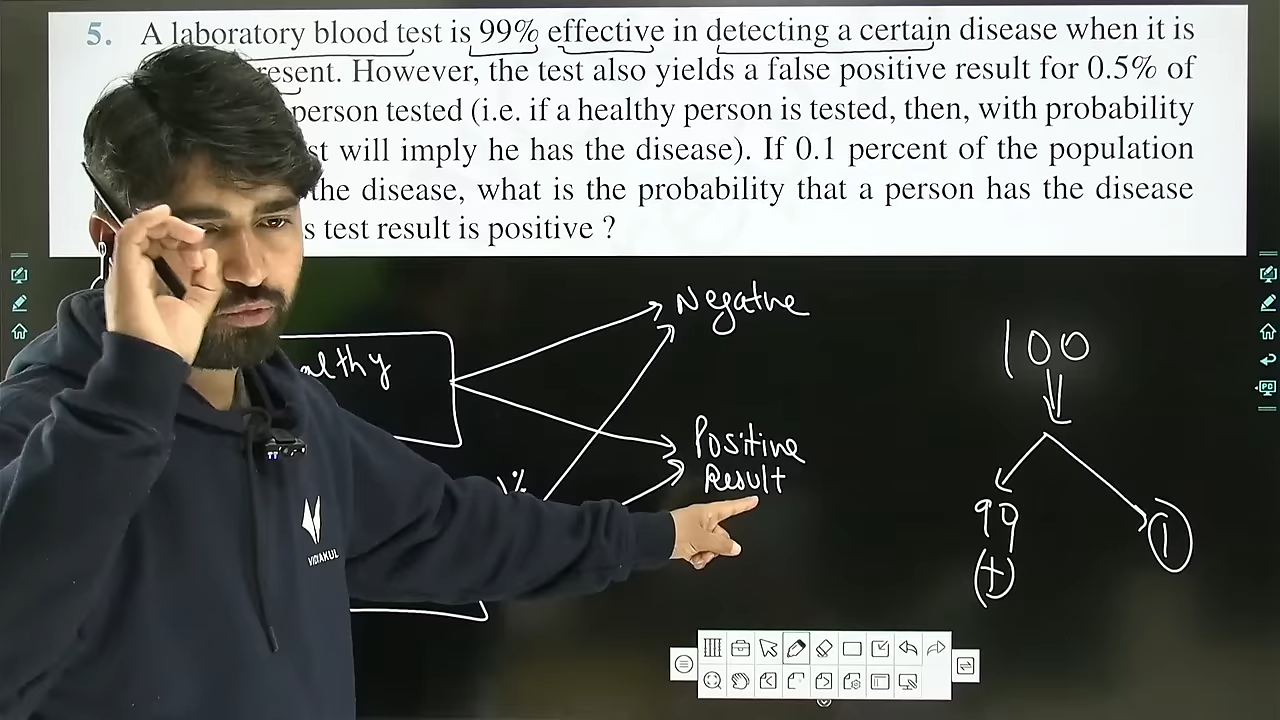 5. A laboratory blood test is 99% effective in detecting a certain disease when it is
resent. However, the test also yields a false positive result for 0.5% of
person tested (i.e. if a healthy person is tested, then, with probability
st will imply he has the disease). If 0.1 percent of the population
the disease, what is the probability that a person has the disease
s test result is positive ?
Negative
althy
100
Positive
Result
1%
99
1
(+)
VIDYAKUL